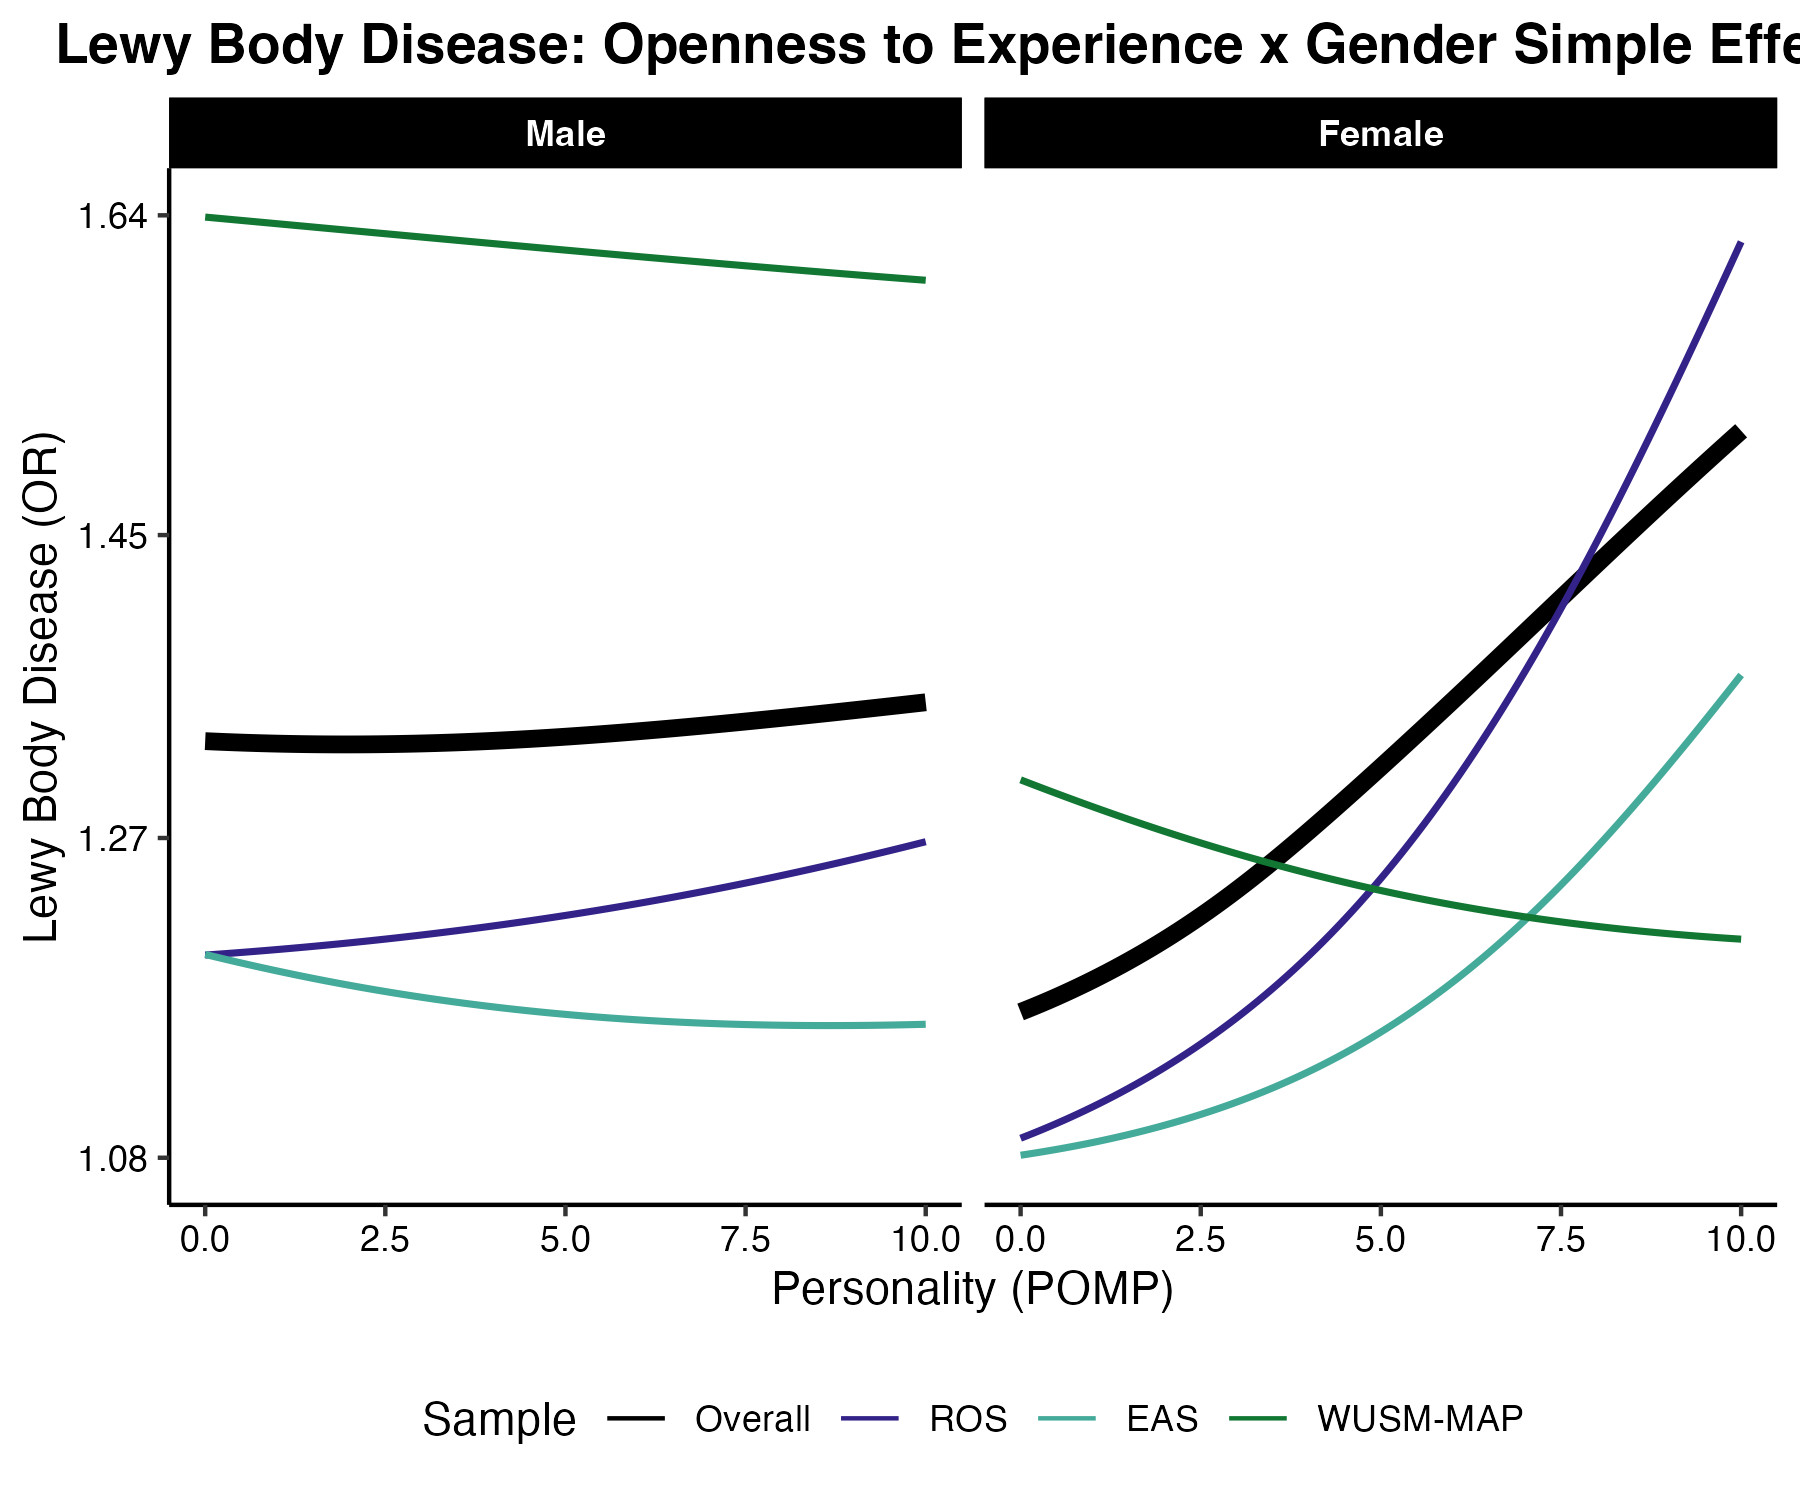 Lewy Body Disease: Openness to Experience x Gender Simple Effe
Male Female
Lewy Body Disease (OR)
1.64
1.45
1.27
1.08
0.0 2.5 5.0 7.5 10.0 0.0 2.5 5.0 7.5 10.0
Personality (POMP)
Sample Overall ROS EAS WUSM-MAP